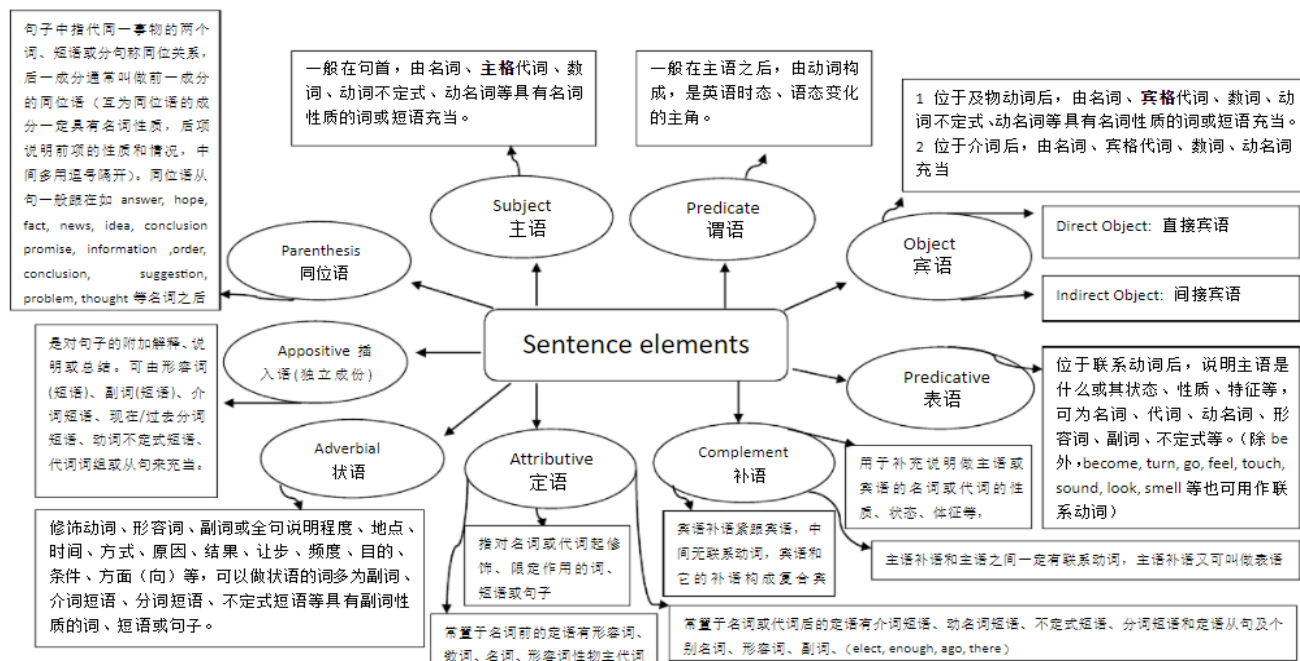 句子中指代同一事物的两个
词、短语或分句称同位关系，
后一成分通常叫做前一成分
的同位语（互为同位语的成
分一定具有名词性质，后项
说明前项的性质和情况，中
间多用逗号隔开）。同位语从
句一般跟在如 answer, hope,
fact, news, idea, conclusion
promise, information ,order,
conclusion, suggestion,
problem, thought 等名词之后
一般在句首，由名词、主格代词、数
词、动词不定式、动名词等具有名词
性质的词或短语充当。
一般在主语之后，由动词构
成，是英语时态、语态变化
的主角。
1 位于及物动词后，由名词、宾格代词、数词、动
词不定式、动名词等具有名词性质的词或短语充当。
2 位于介词后，由名词、宾格代词、数词、动名词
充当
Subject
主语
Predicate
谓语
Object
宾语
Direct Object: 直接宾语
Indirect Object: 间接宾语
Parenthesis
同位语
Sentence elements
是对句子的附加解释、说
明或总结。可由形容词
(短语)、副词(短语)、介
词短语、现在/过去分词
短语、动词不定式短语、
代词词组或从句来充当。
Appositive 插
入语(独立成份)
Predicative
表语
位于联系动词后，说明主语是
什么或其状态、性质、特征等，
可为名词、代词、动名词、形
容词、副词、不定式等。（除 be
外，become, turn, go, feel, touch,
sound, look, smell 等也可用作联
系动词）
Adverbial
状语
Attributive
定语
Complement
补语
用于补充说明做主语或
宾语的名词或代词的性
质、状态、体征等，
修饰动词、形容词、副词或全句说明程度、地点、
时间、方式、原因、结果、让步、频度、目的、
条件、方面（向）等，可以做状语的词多为副词、
介词短语、分词短语、不定式短语等具有副词性
质的词、短语或句子。
指对名词或代词起修
饰、限定作用的词、
短语或句子
宾语补语紧跟宾语，中
间无联系动词，宾语和
它的补语构成复合宾
主语补语和主语之间一定有联系动词，主语补语又可叫做表语
常置于名词前的定语有形容词、
数词、名词、形容词性物主代词
常置于名词或代词后的定语有介词短语、动名词短语、不定式短语、分词短语和定语从句及个
别名词、形容词、副词、（elect, enough, ago, there）